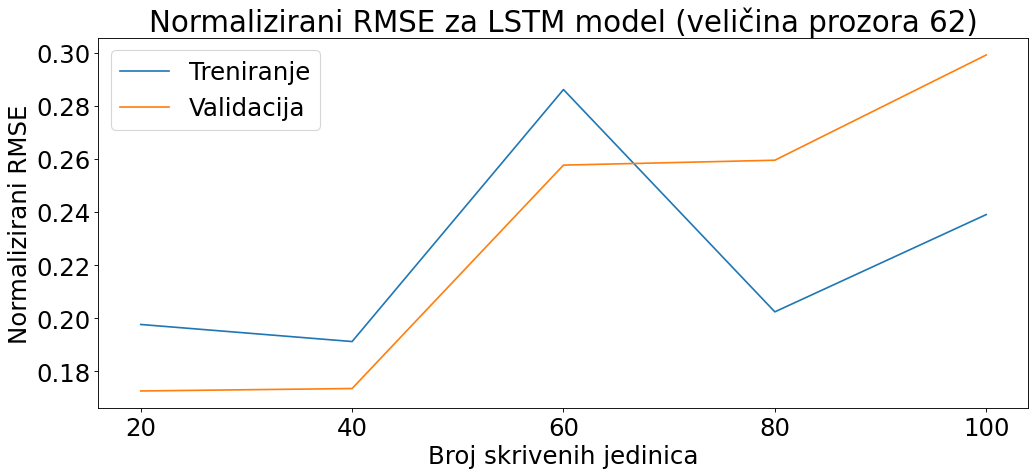 Normalizirani RMSE za LSTM model (veličina prozora 62)
Treniranje
Validacija
Normalizirani RMSE
0.30
0.28
0.26
0.24
0.22
0.20
0.18
20 40 60 80 100
Broj skrivenih jedinica